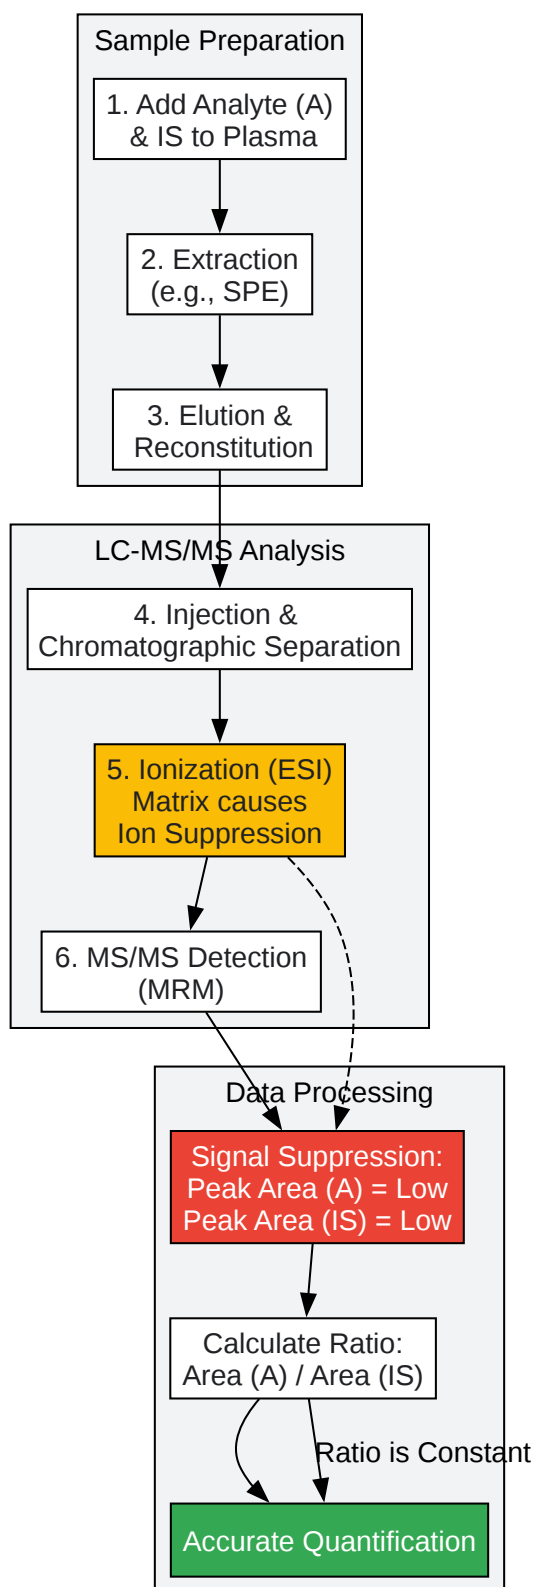 Sample Preparation
1. Add Analyte (A)
& IS to Plasma
2. Extraction
(e.g., SPE)
3. Elution &
Reconstitution
LC-MS/MS Analysis
4. Injection &
Chromatographic Separation
5. Ionization (ESI)
Matrix causes
Ion Suppression
6. MS/MS Detection
(MRM)
Data Processing
Signal Suppression:
Peak Area (A) = Low
Peak Area (IS) = Low
Calculate Ratio:
Area (A) / Area (IS)
Ratio is Constant
Accurate Quantification